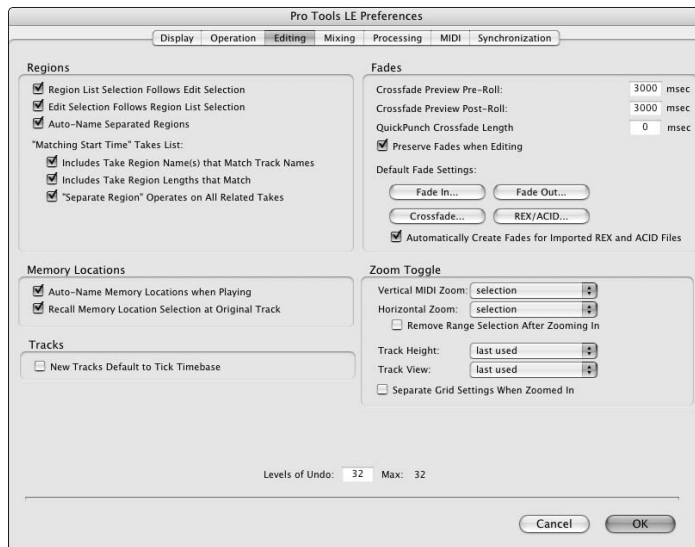 Pro Tools LE Preferences
Display Operation Editing Mixing Processing MIDI Synchronization
Regions
Region List Selection Follows Edit Selection
Edit Selection Follows Region List Selection
Auto-Name Separated Regions
"Matching Start Time" Takes List:
Includes Take Region Name(s) that Match Track Names
Includes Take Region Lengths that Match
"Separate Region" Operates on All Related Takes
Fades
Crossfade Preview Pre-Roll: 3000 msec
Crossfade Preview Post-Roll: 3000 msec
QuickPunch Crossfade Length 0 msec
Preserve Fades when Editing
Default Fade Settings:
Fade In... Fade Out...
Crossfade... REX/ACID...
Automatically Create Fades for Imported REX and ACID Files
Memory Locations
Auto-Name Memory Locations when Playing
Recall Memory Location Selection at Original Track
Tracks
New Tracks Default to Tick Timebase
Zoom Toggle
Vertical MIDI Zoom: selection
Horizontal Zoom: selection
Remove Range Selection After Zooming In
Track Height: last used
Track View: last used
Separate Grid Settings When Zoomed In
Levels of Undo: 32 Max: 32
Cancel OK